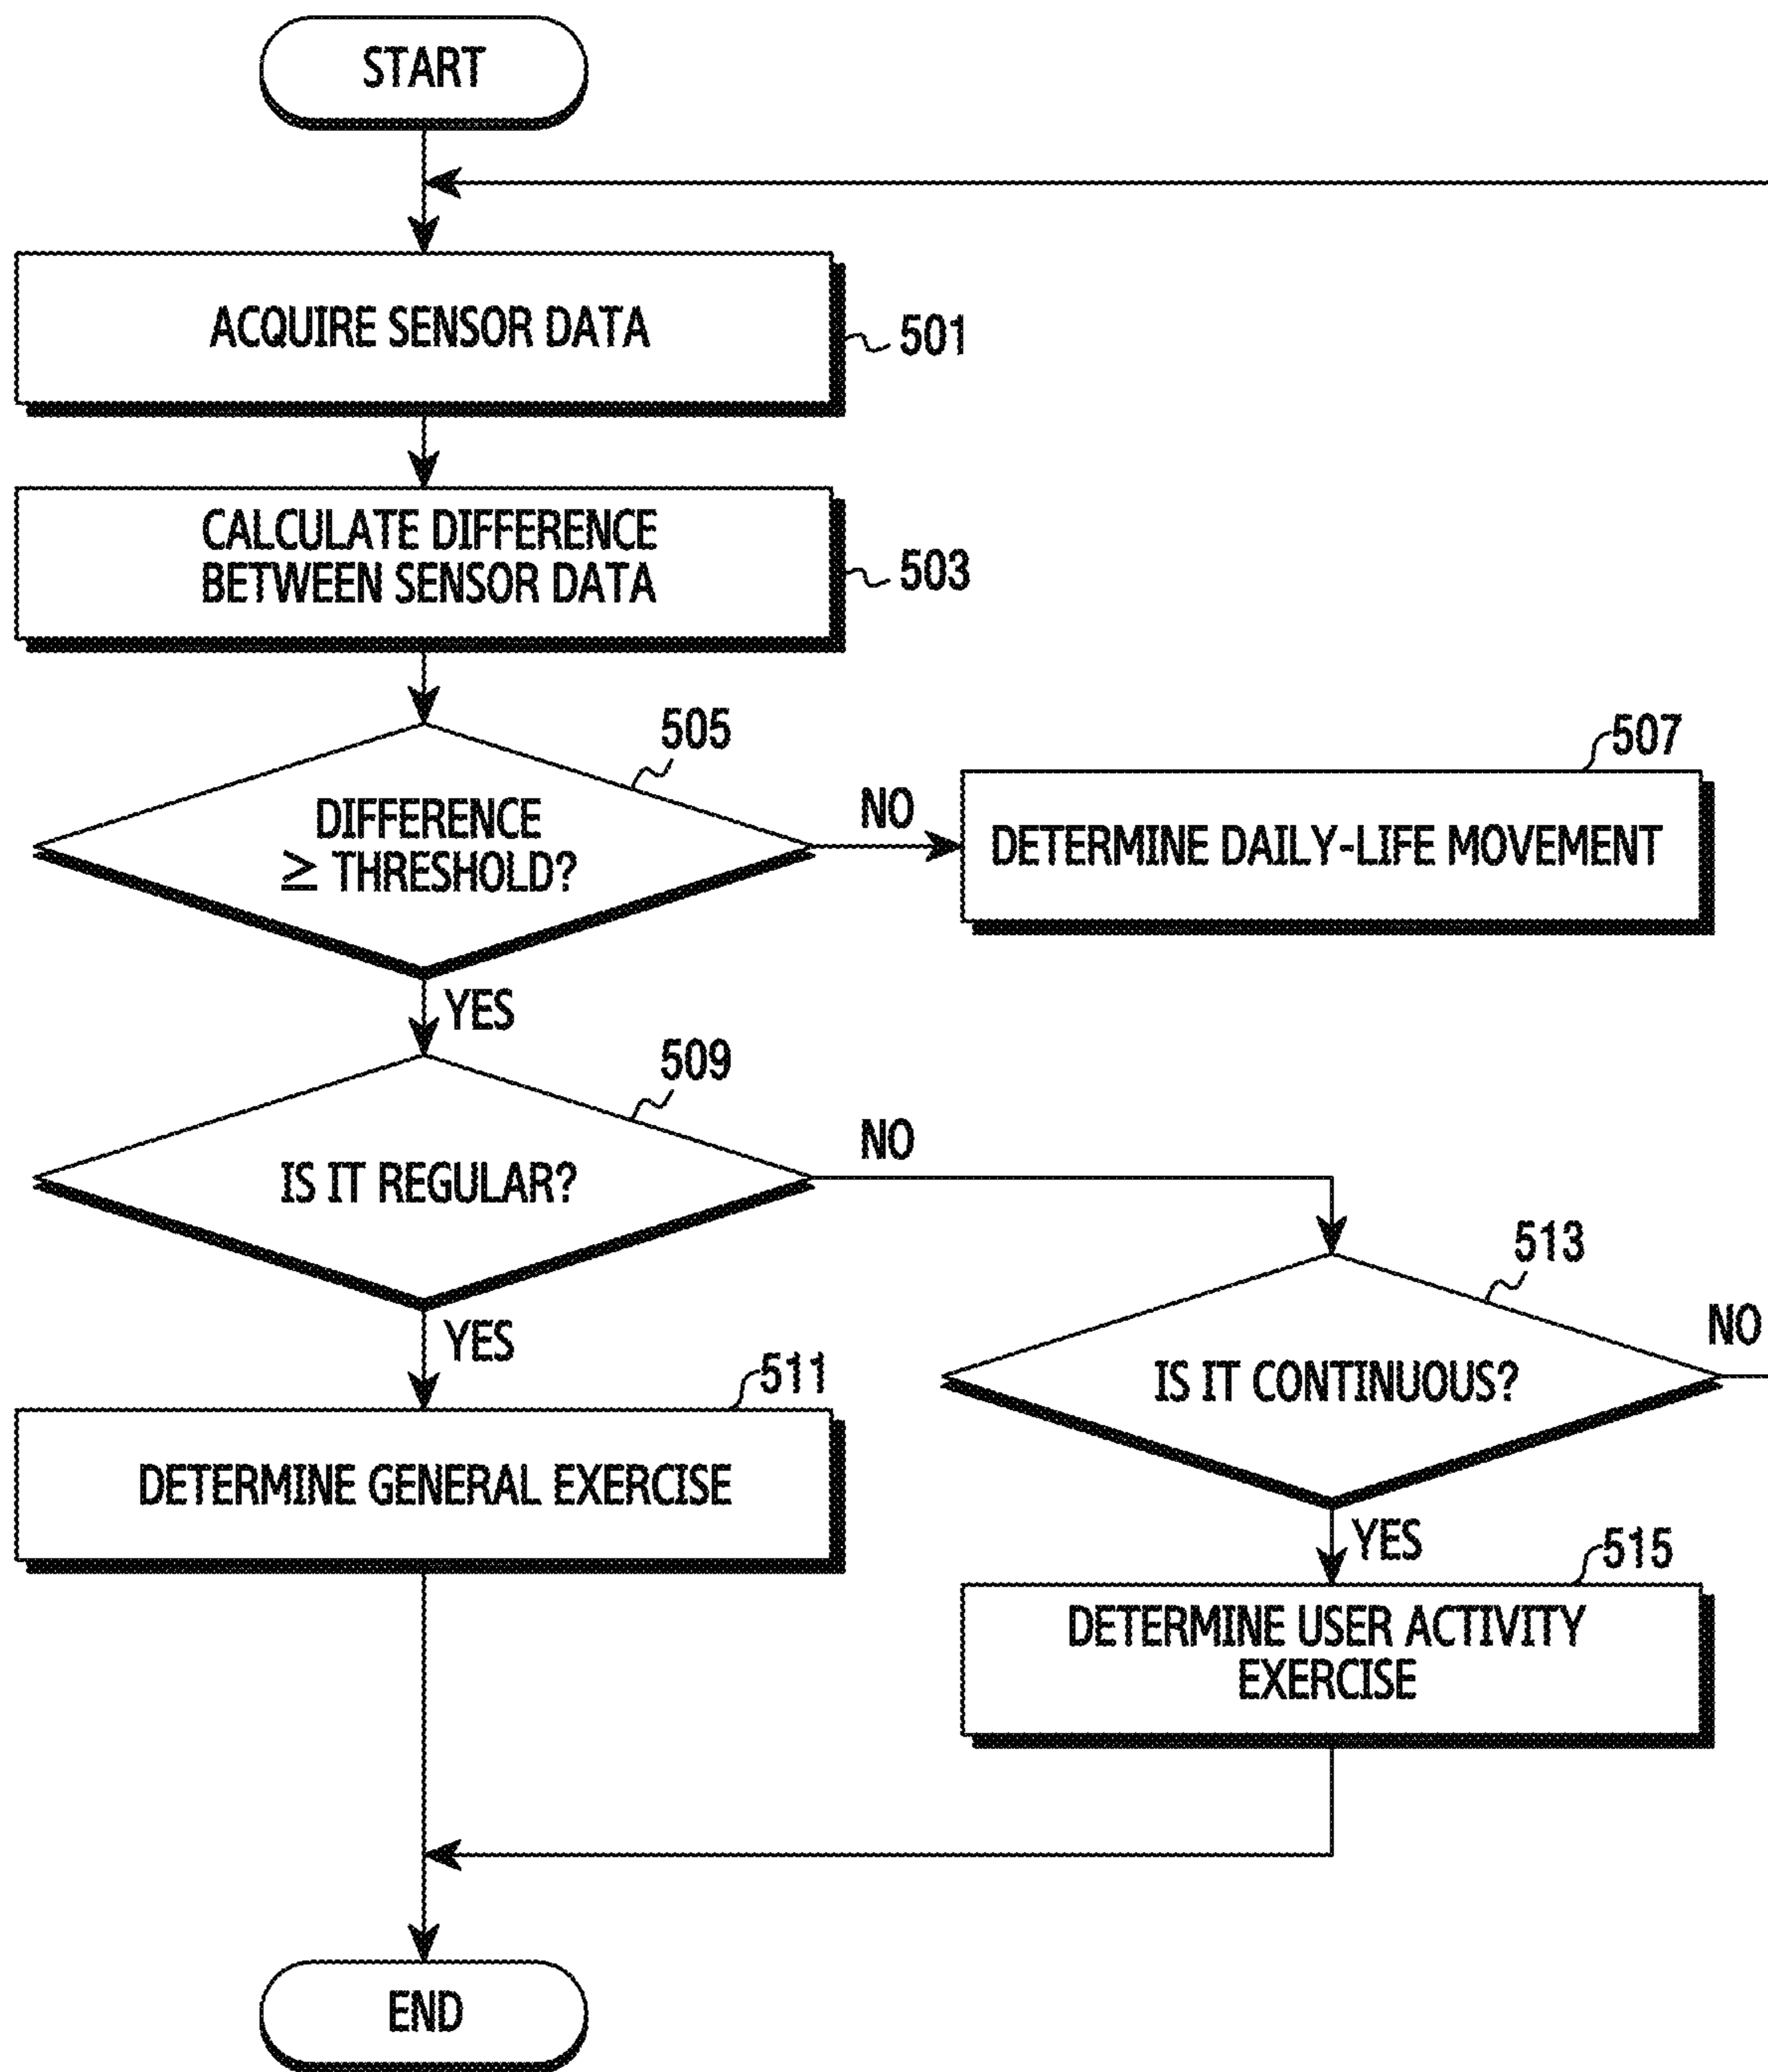 START
ACQUIRE SENSOR DATA
501
CALCULATE DIFFERENCE
BETWEEN SENSOR DATA
503
505
DIFFERENCE
≥ THRESHOLD?
NO
507
DETERMINE DAILY-LIFE MOVEMENT
YES
509
IS IT REGULAR?
NO
YES
511
DETERMINE GENERAL EXERCISE
513
IS IT CONTINUOUS?
NO
YES
515
DETERMINE USER ACTIVITY
EXERCISE
END